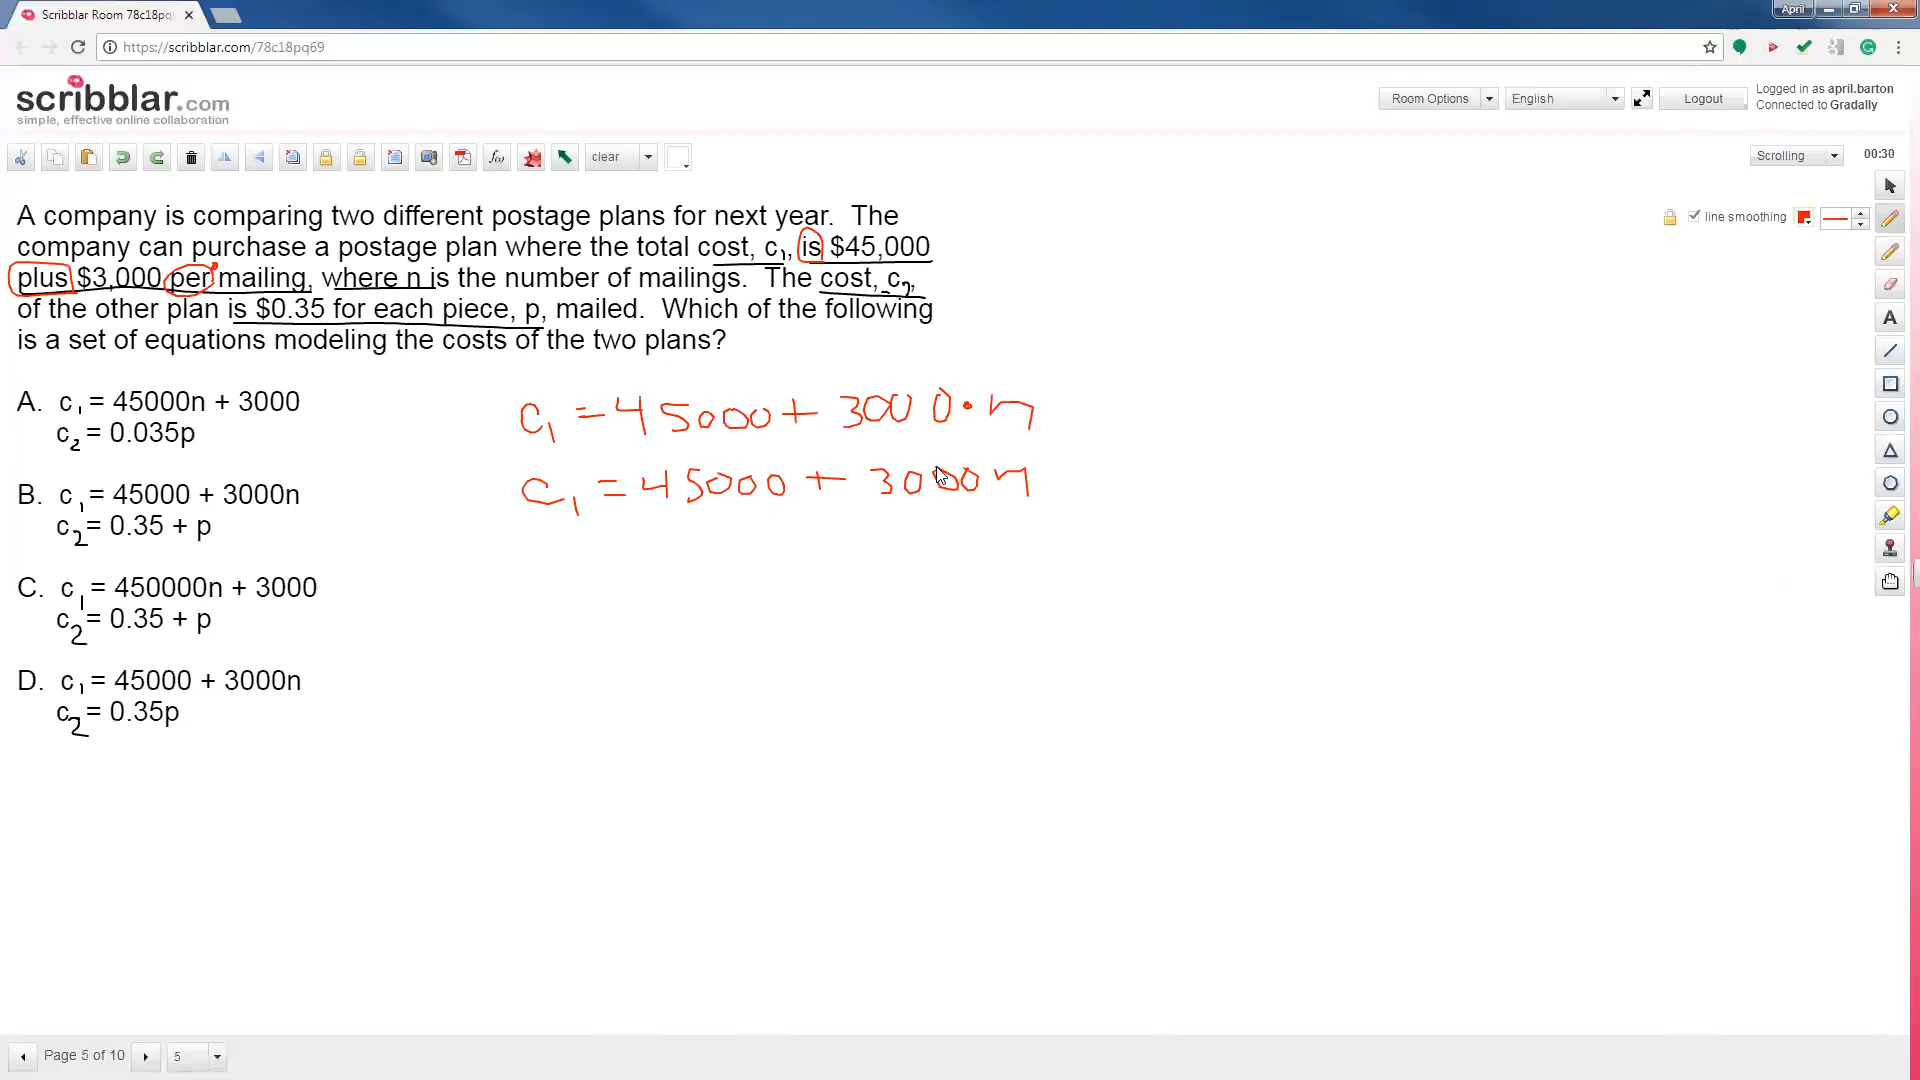 Scribblar Room 78c18pq
April
https://scribblar.com/78c18pq69
scribblar.com
simple, effective online collaboration
Room Options
English
Logout
Logged in as april.barton
Connected to Gradally
clear
Scrolling
00:30
line smoothing
A company is comparing two different postage plans for next year. The
company can purchase a postage plan where the total cost, c₁, is $45,000
plus $3,000 per mailing, where n is the number of mailings. The cost, c₂,
of the other plan is $0.35 for each piece, p, mailed. Which of the following
is a set of equations modeling the costs of the two plans?
A. c₁ = 45000n + 3000
c₂ = 0.035p
B. c₁ = 45000 + 3000n
c₂ = 0.35 + p
C. c₁ = 450000n + 3000
c₂ = 0.35 + p
D. c₁ = 45000 + 3000n
c₂ = 0.35p
c₁ = 45000 + 3000 • n
c₁ = 45000 + 3000n
A
Page 5 of 10
5